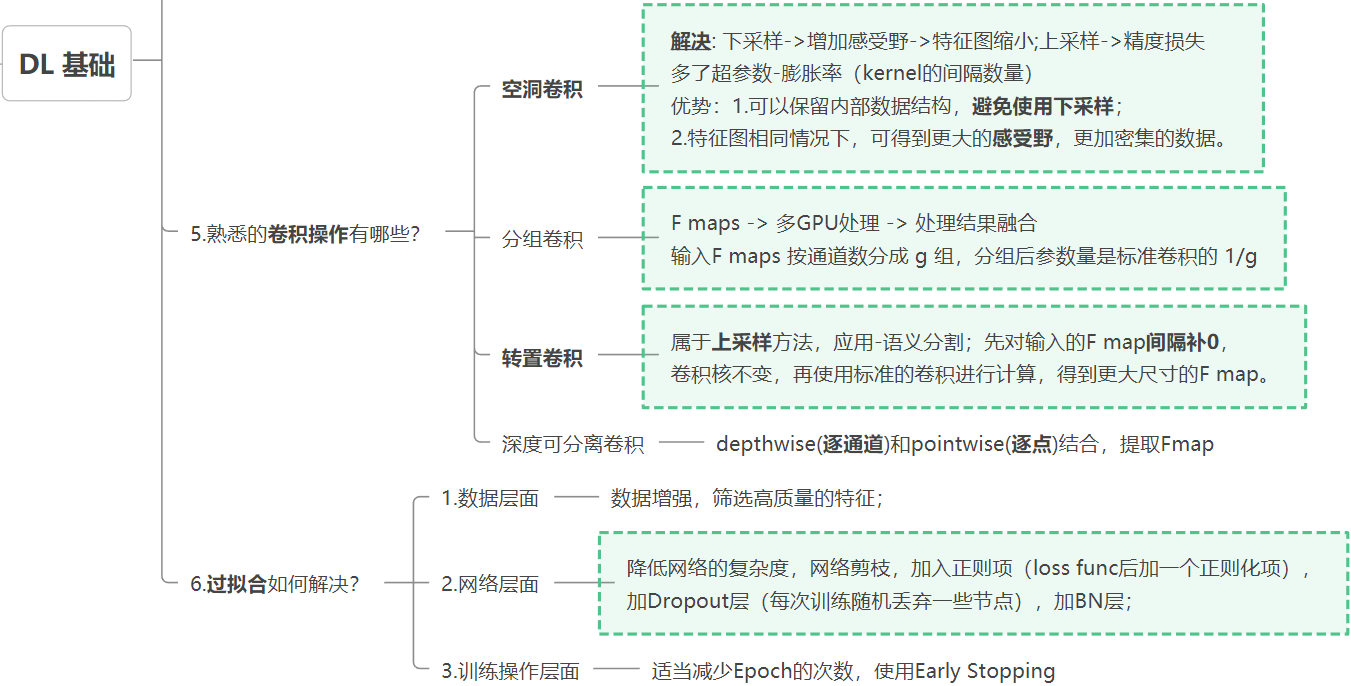 DL 基础
5.熟悉的卷积操作有哪些？
空洞卷积
解决: 下采样->增加感受野->特征图缩小;上采样->精度损失
多了超参数-膨胀率（kernel的间隔数量）
优势：1.可以保留内部数据结构，避免使用下采样；
2.特征图相同情况下，可得到更大的感受野，更加密集的数据。
分组卷积
F maps -> 多GPU处理 -> 处理结果融合
输入F maps 按通道数分成 g 组，分组后参数量是标准卷积的 1/g
转置卷积
属于上采样方法，应用-语义分割；先对输入的F map间隔补0，
卷积核不变，再使用标准的卷积进行计算，得到更大尺寸的F map。
深度可分离卷积
depthwise(逐通道)和pointwise(逐点)结合，提取Fmap
6.过拟合如何解决？
1.数据层面
数据增强，筛选高质量的特征；
2.网络层面
降低网络的复杂度，网络剪枝，加入正则项（loss func后加一个正则化项），
加Dropout层（每次训练随机丢弃一些节点），加BN层；
3.训练操作层面
适当减少Epoch的次数，使用Early Stopping